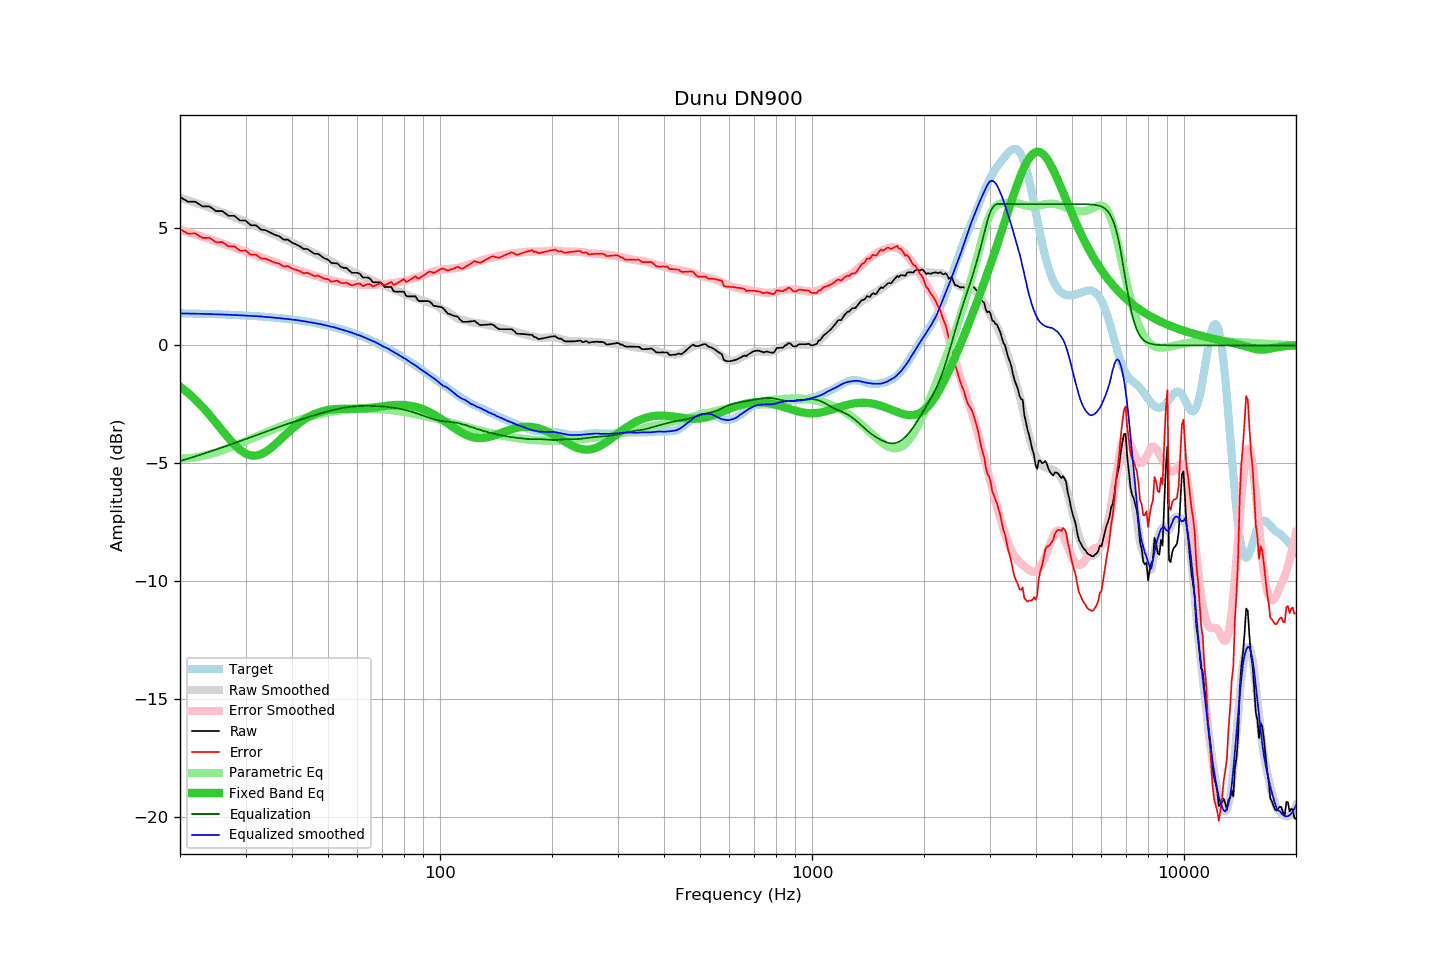 Dunu DN900
Amplitude (dBr)
5
0
−5
−10
−15
−20
Target
Raw Smoothed
Error Smoothed
Raw
Error
Parametric Eq
Fixed Band Eq
Equalization
Equalized smoothed
100
1000
10000
Frequency (Hz)